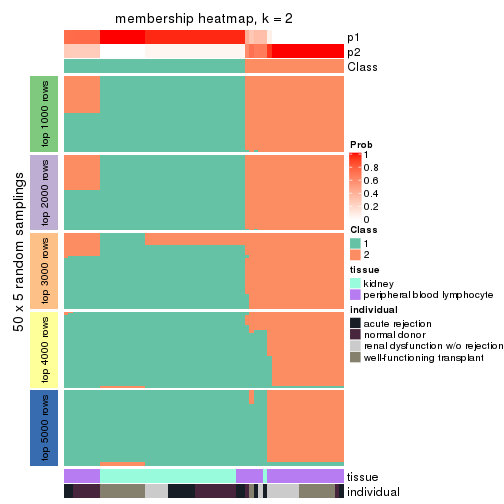 membership heatmap, k = 2
p1
p2
Class
50 x 5 random samplings
top 1000 rows
top 2000 rows
top 3000 rows
top 4000 rows
top 5000 rows
Prob
1
0.8
0.6
0.4
0.2
0
Class
1
2
tissue
kidney
peripheral blood lymphocyte
individual
acute rejection
normal donor
renal dysfunction w/o rejection
well-functioning transplant
tissue
individual